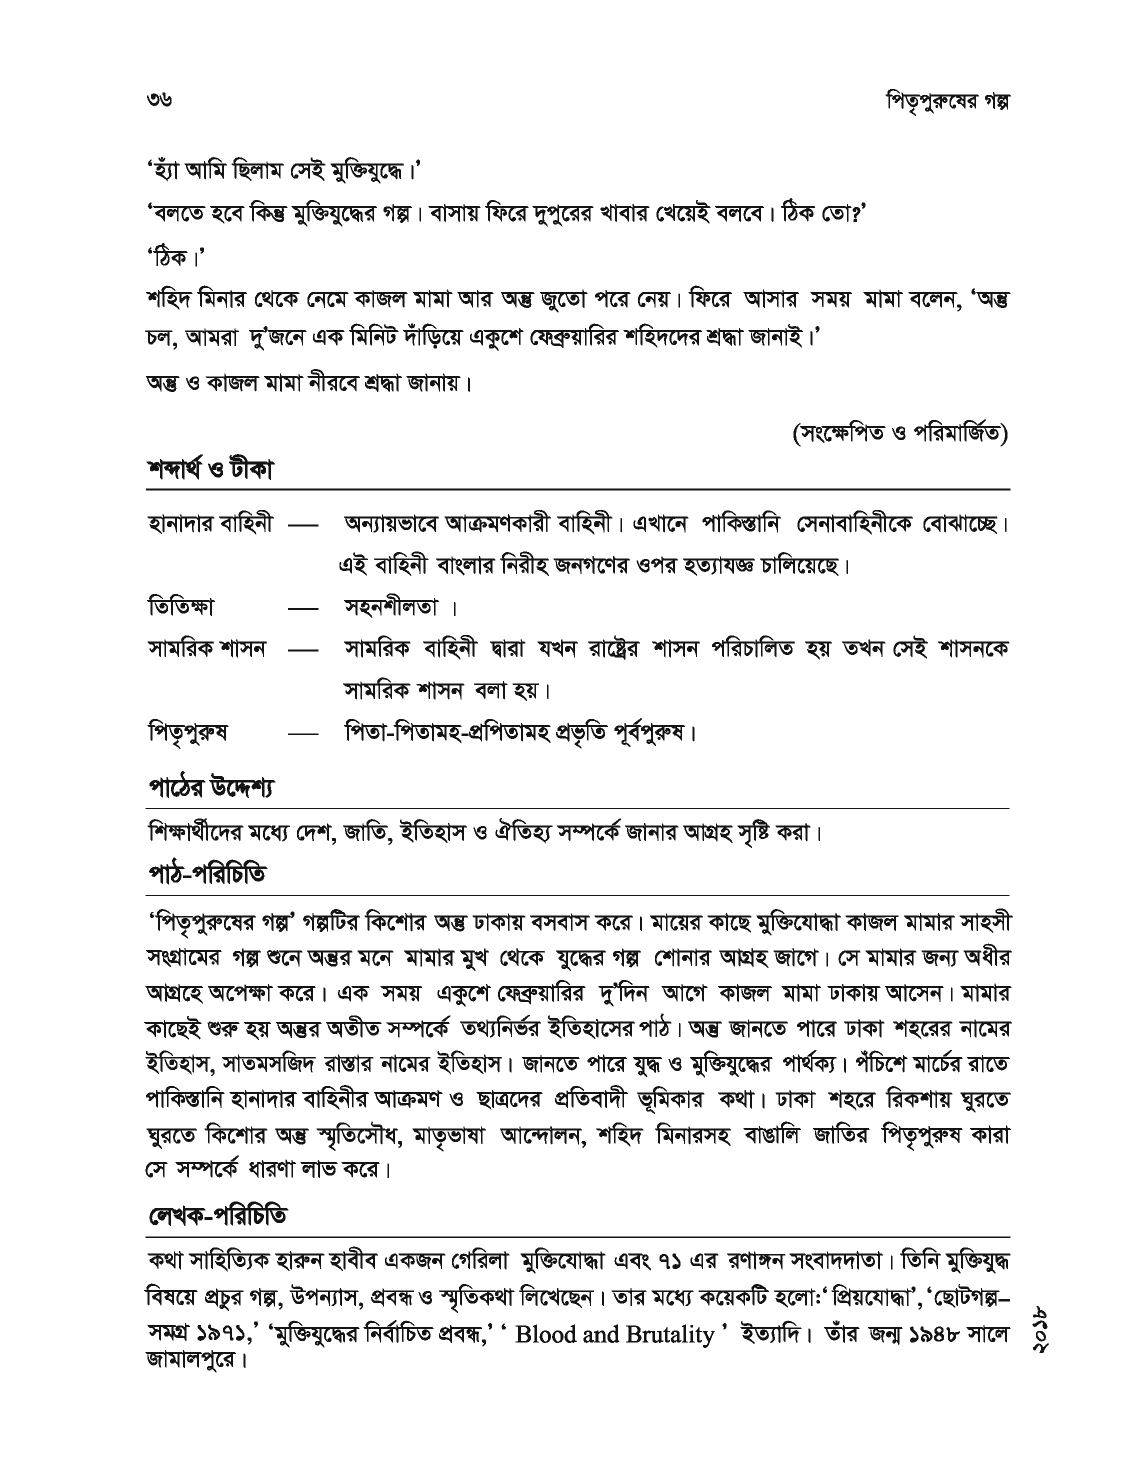 ৩৬ পিতৃপুরুষের গল্প
‘হ্যাঁ আমি ছিলাম সেই মুক্তিযুদ্ধে।’
‘বলতে হবে কিন্তু মুক্তিযুদ্ধের গল্প। বাসায় ফিরে দুপুরের খাবার খেয়েই বলবে। ঠিক তো?’
‘ঠিক।’
শহিদ মিনার থেকে নেমে কাজল মামা আর অন্তু জুতো পরে নেয়। ফিরে আসার সময় মামা বলেন, ‘অন্তু
চল, আমরা দু’জনে এক মিনিট দাঁড়িয়ে একুশে ফেব্রুয়ারির শহিদদের শ্রদ্ধা জানাই।’
অন্তু ও কাজল মামা নীরবে শ্রদ্ধা জানায়।
(সংক্ষেপিত ও পরিমার্জিত)
শব্দার্থ ও টীকা
হানাদার বাহিনী — অন্যায়ভাবে আক্রমণকারী বাহিনী। এখানে পাকিস্তানি সেনাবাহিনীকে বোঝাচ্ছে।
এই বাহিনী বাংলার নিরীহ জনগণের ওপর হত্যাযজ্ঞ চালিয়েছে।
তিতিক্ষা — সহনশীলতা ।
সামরিক শাসন — সামরিক বাহিনী দ্বারা যখন রাষ্ট্রের শাসন পরিচালিত হয় তখন সেই শাসনকে
সামরিক শাসন বলা হয়।
পিতৃপুরুষ — পিতা-পিতামহ-প্রপিতামহ প্রভৃতি পূর্বপুরুষ।
পাঠের উদ্দেশ্য
শিক্ষার্থীদের মধ্যে দেশ, জাতি, ইতিহাস ও ঐতিহ্য সম্পর্কে জানার আগ্রহ সৃষ্টি করা।
পাঠ-পরিচিতি
‘পিতৃপুরুষের গল্প’ গল্পটির কিশোর অন্তু ঢাকায় বসবাস করে। মায়ের কাছে মুক্তিযোদ্ধা কাজল মামার সাহসী
সংগ্রামের গল্প শুনে অন্তুর মনে মামার মুখ থেকে যুদ্ধের গল্প শোনার আগ্রহ জাগে। সে মামার জন্য অধীর
আগ্রহে অপেক্ষা করে। এক সময় একুশে ফেব্রুয়ারির দু’দিন আগে কাজল মামা ঢাকায় আসেন। মামার
কাছেই শুরু হয় অন্তুর অতীত সম্পর্কে তথ্যনির্ভর ইতিহাসের পাঠ। অন্তু জানতে পারে ঢাকা শহরের নামের
ইতিহাস, সাতমসজিদ রাস্তার নামের ইতিহাস। জানতে পারে যুদ্ধ ও মুক্তিযুদ্ধের পার্থক্য। পঁচিশে মার্চের রাতে
পাকিস্তানি হানাদার বাহিনীর আক্রমণ ও ছাত্রদের প্রতিবাদী ভূমিকার কথা। ঢাকা শহরে রিকশায় ঘুরতে
ঘুরতে কিশোর অন্তু স্মৃতিসৌধ, মাতৃভাষা আন্দোলন, শহিদ মিনারসহ বাঙালি জাতির পিতৃপুরুষ কারা
সে সম্পর্কে ধারণা লাভ করে।
লেখক-পরিচিতি
কথা সাহিত্যিক হারুন হাবীব একজন গেরিলা মুক্তিযোদ্ধা এবং ৭১ এর রণাঙ্গন সংবাদদাতা। তিনি মুক্তিযুদ্ধ
বিষয়ে প্রচুর গল্প, উপন্যাস, প্রবন্ধ ও স্মৃতিকথা লিখেছেন। তার মধ্যে কয়েকটি হলো:‘প্রিয়যোদ্ধা’,‘ছোটগল্প–
সমগ্র ১৯৭১,’ ‘মুক্তিযুদ্ধের নির্বাচিত প্রবন্ধ,’ ‘ Blood and Brutality ’ ইত্যাদি। তাঁর জন্ম ১৯৪৮ সালে
জামালপুরে।
২০১৮